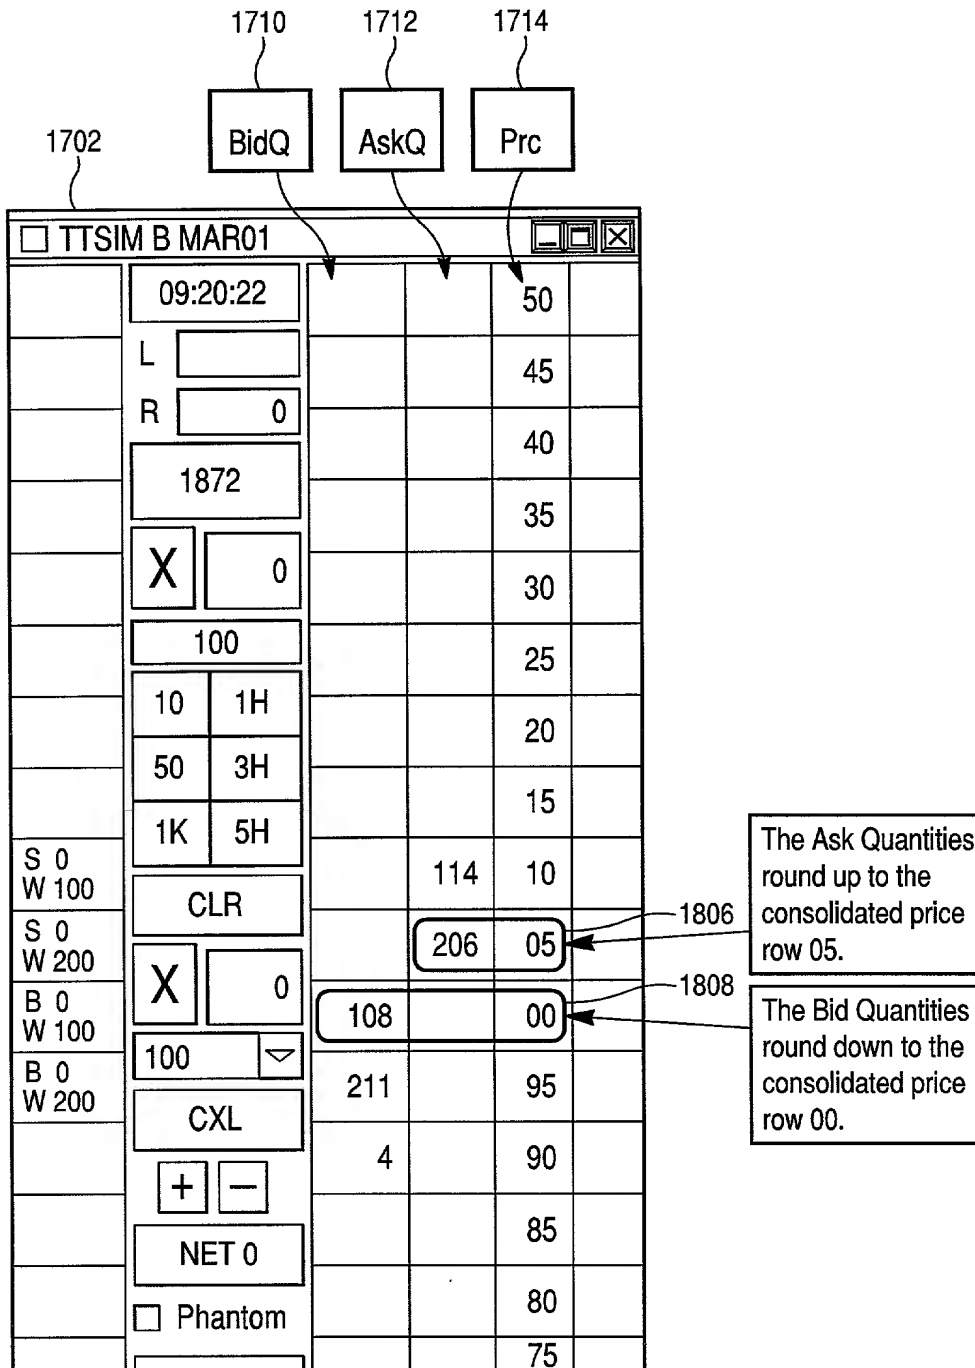 1710
1712
1714
1702
BidQ
AskQ
Prc
TTSIM B MAR01
09:20:22
50
L
45
R 0
40
1872
35
X 0
30
100
25
10 1H
20
50 3H
15
1K 5H
S 0
W 100
114 10
CLR
S 0
W 200
206 05
1806
The Ask Quantities
round up to the
consolidated price
row 05.
X 0
B 0
W 100
108 00
1808
The Bid Quantities
round down to the
consolidated price
row 00.
100
B 0
W 200
211 95
CXL
4 90
+ −
85
NET 0
80
Phantom
75